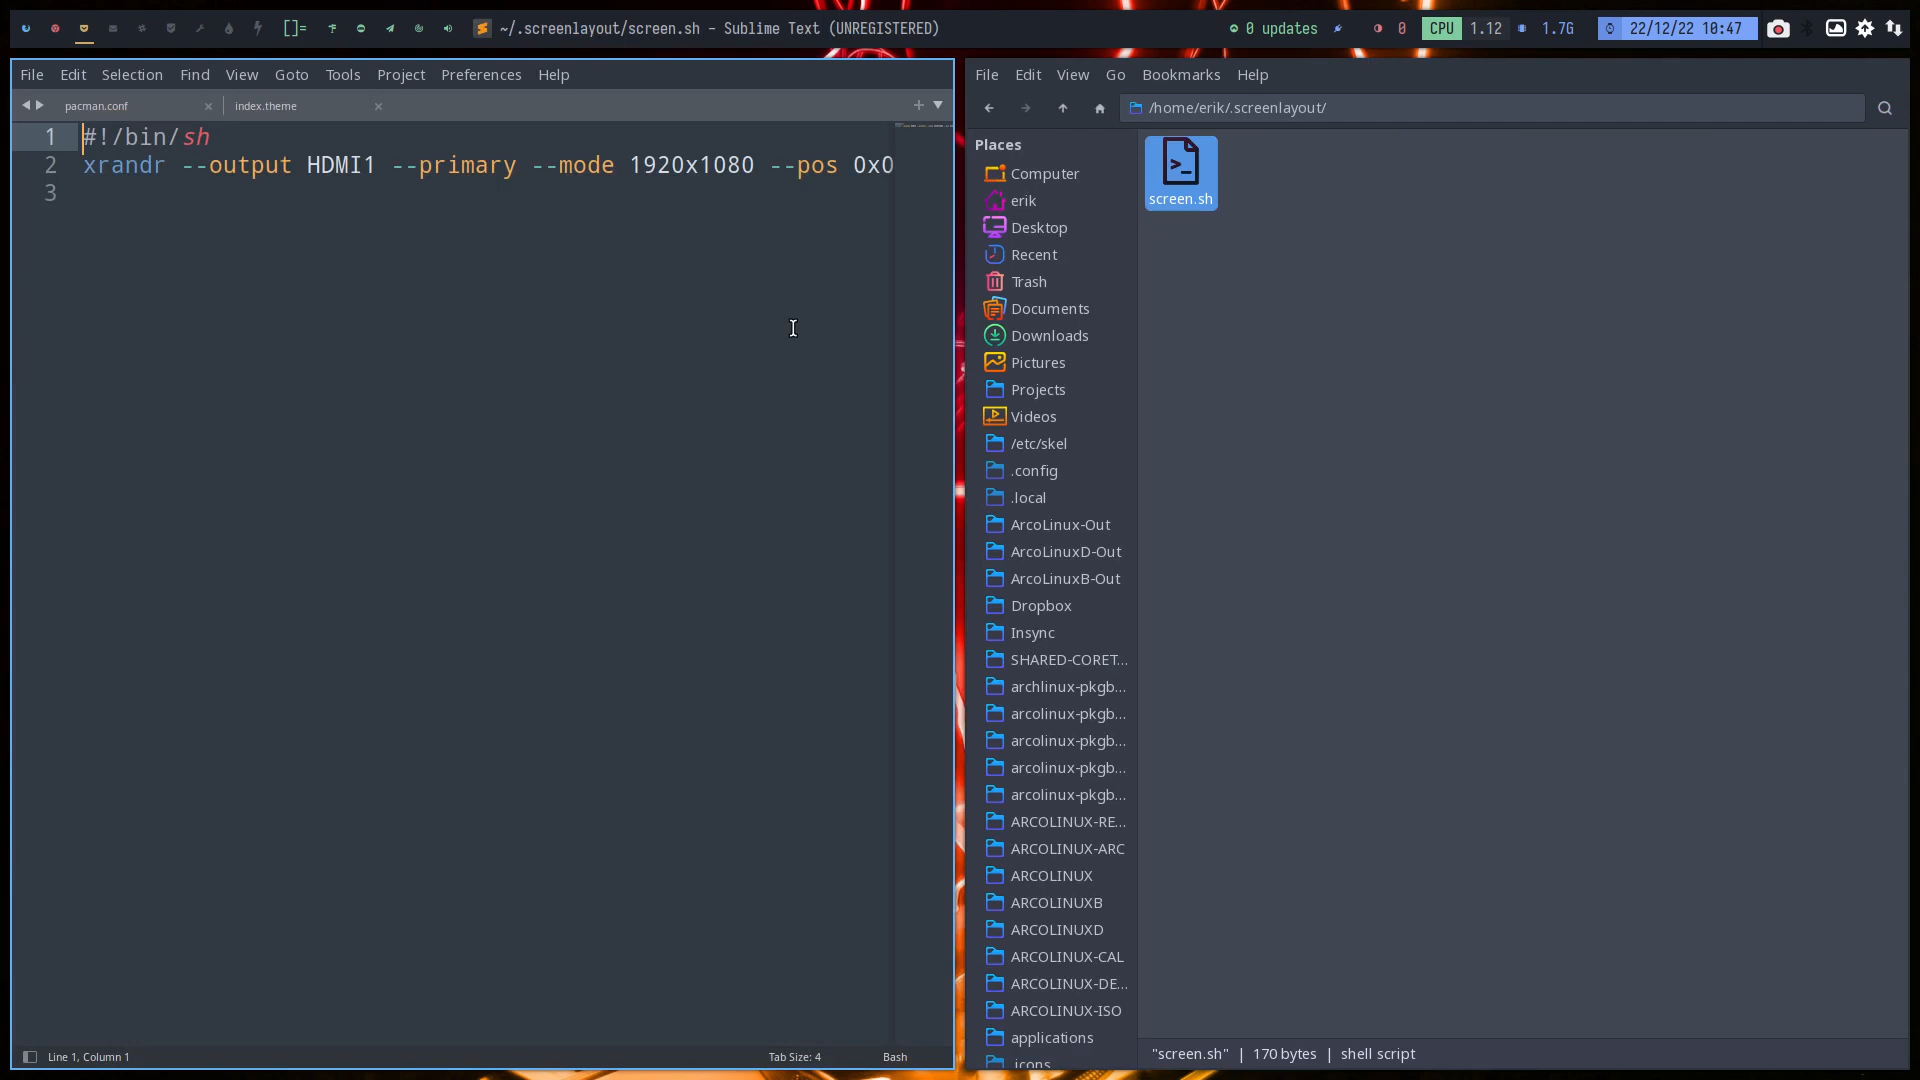 []= ~/.screenlayout/screen.sh - Sublime Text (UNREGISTERED) 0 updates 0 CPU 1.12 1.7G 22/12/22 10:47
File Edit Selection Find View Goto Tools Project Preferences Help
pacman.conf index.theme
1 #!/bin/sh
2 xrandr --output HDMI1 --primary --mode 1920x1080 --pos 0x0
3
Line 1, Column 1 Tab Size: 4 Bash
File Edit View Go Bookmarks Help
/home/erik/.screenlayout/
Places
Computer
erik
Desktop
Recent
Trash
Documents
Downloads
Pictures
Projects
Videos
/etc/skel
.config
.local
ArcoLinux-Out
ArcoLinuxD-Out
ArcoLinuxB-Out
Dropbox
Insync
SHARED-CORET...
archlinux-pkgb...
arcolinux-pkgb...
arcolinux-pkgb...
arcolinux-pkgb...
arcolinux-pkgb...
ARCOLINUX-RE...
ARCOLINUX-ARC
ARCOLINUX
ARCOLINUXB
ARCOLINUXD
ARCOLINUX-CAL
ARCOLINUX-DE...
ARCOLINUX-ISO
applications
.icons
>_
screen.sh
"screen.sh" | 170 bytes | shell script